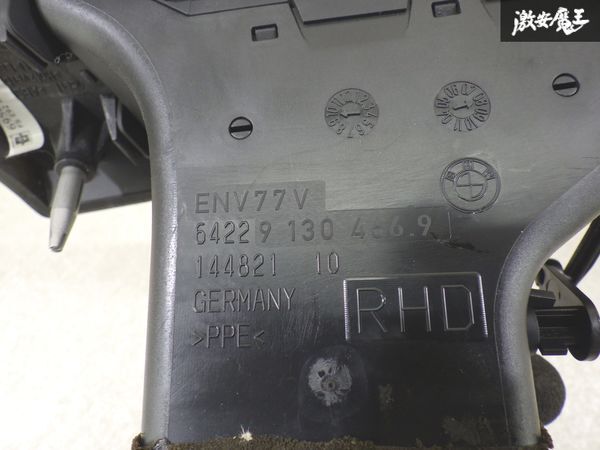 激安魔王
ENV77V
64229 130 466.9
144821 10
GERMANY
RHD
>PPE<